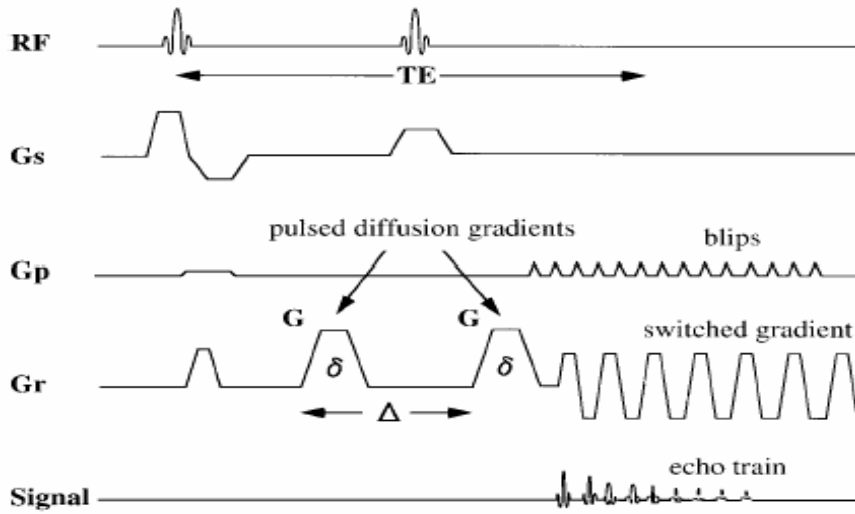 RF
TE
Gs
pulsed diffusion gradients
blips
Gp
G
G
switched gradient
Gr
δ
δ
Δ
echo train
Signal